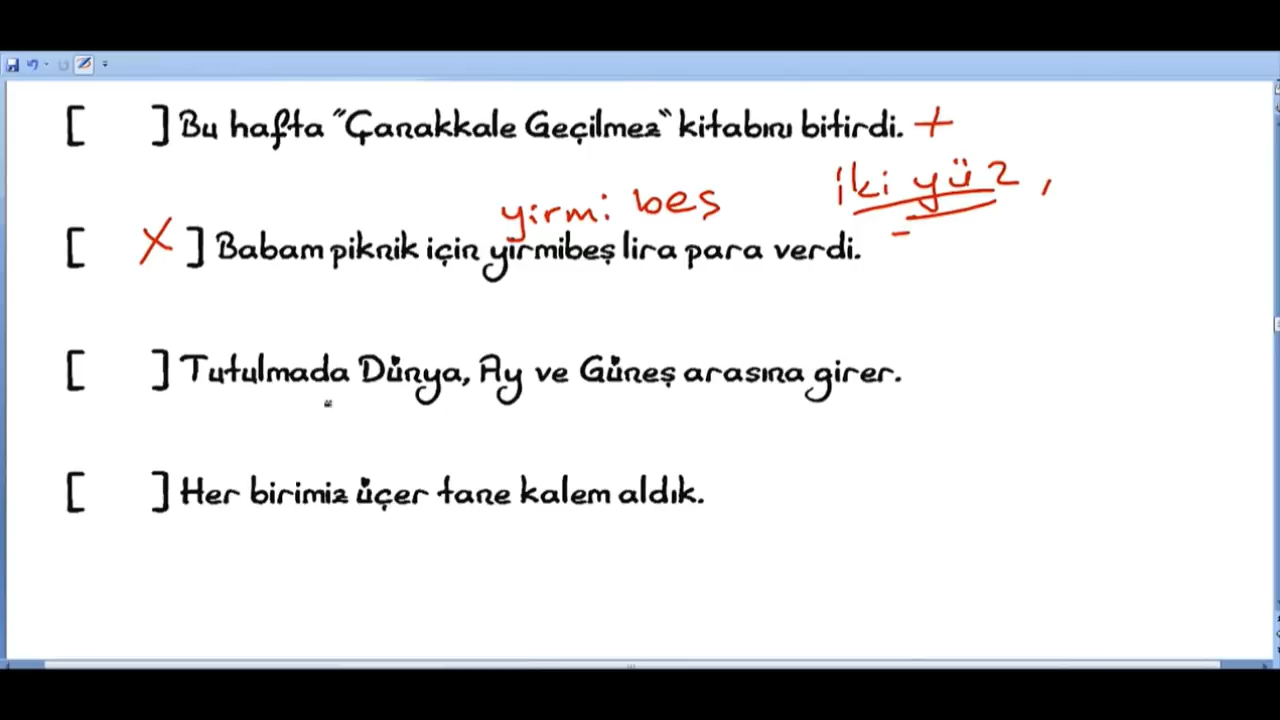 [ ] Bu hafta “Çanakkale Geçilmez“ kitabını bitirdi. +
iki yüz,
yirmi bes
[ X ] Babam piknik için yirmibeş lira para verdi.
[ ] Tutulmada Dünya, Ay ve Güneş arasına girer.
[ ] Her birimiz üçer tane kalem aldık.